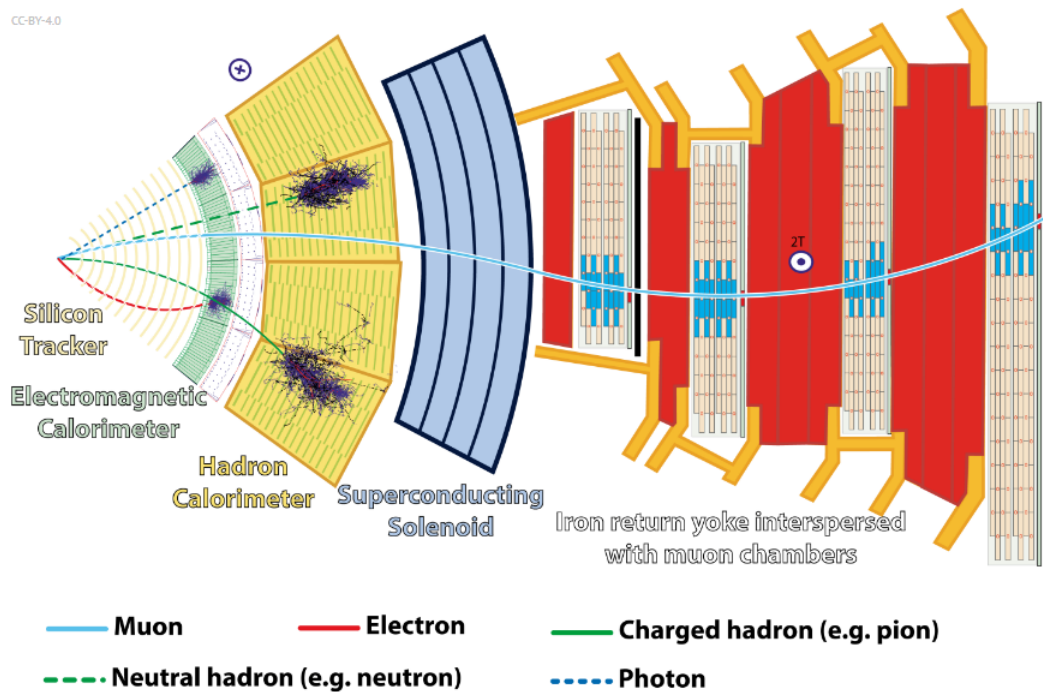 CC-BY-4.0
2T
Silicon
Tracker
Electromagnetic
Calorimeter
Hadron
Calorimeter
Superconducting
Solenoid
Iron return yoke interspersed
with muon chambers
Muon
Electron
Charged hadron (e.g. pion)
Neutral hadron (e.g. neutron)
Photon